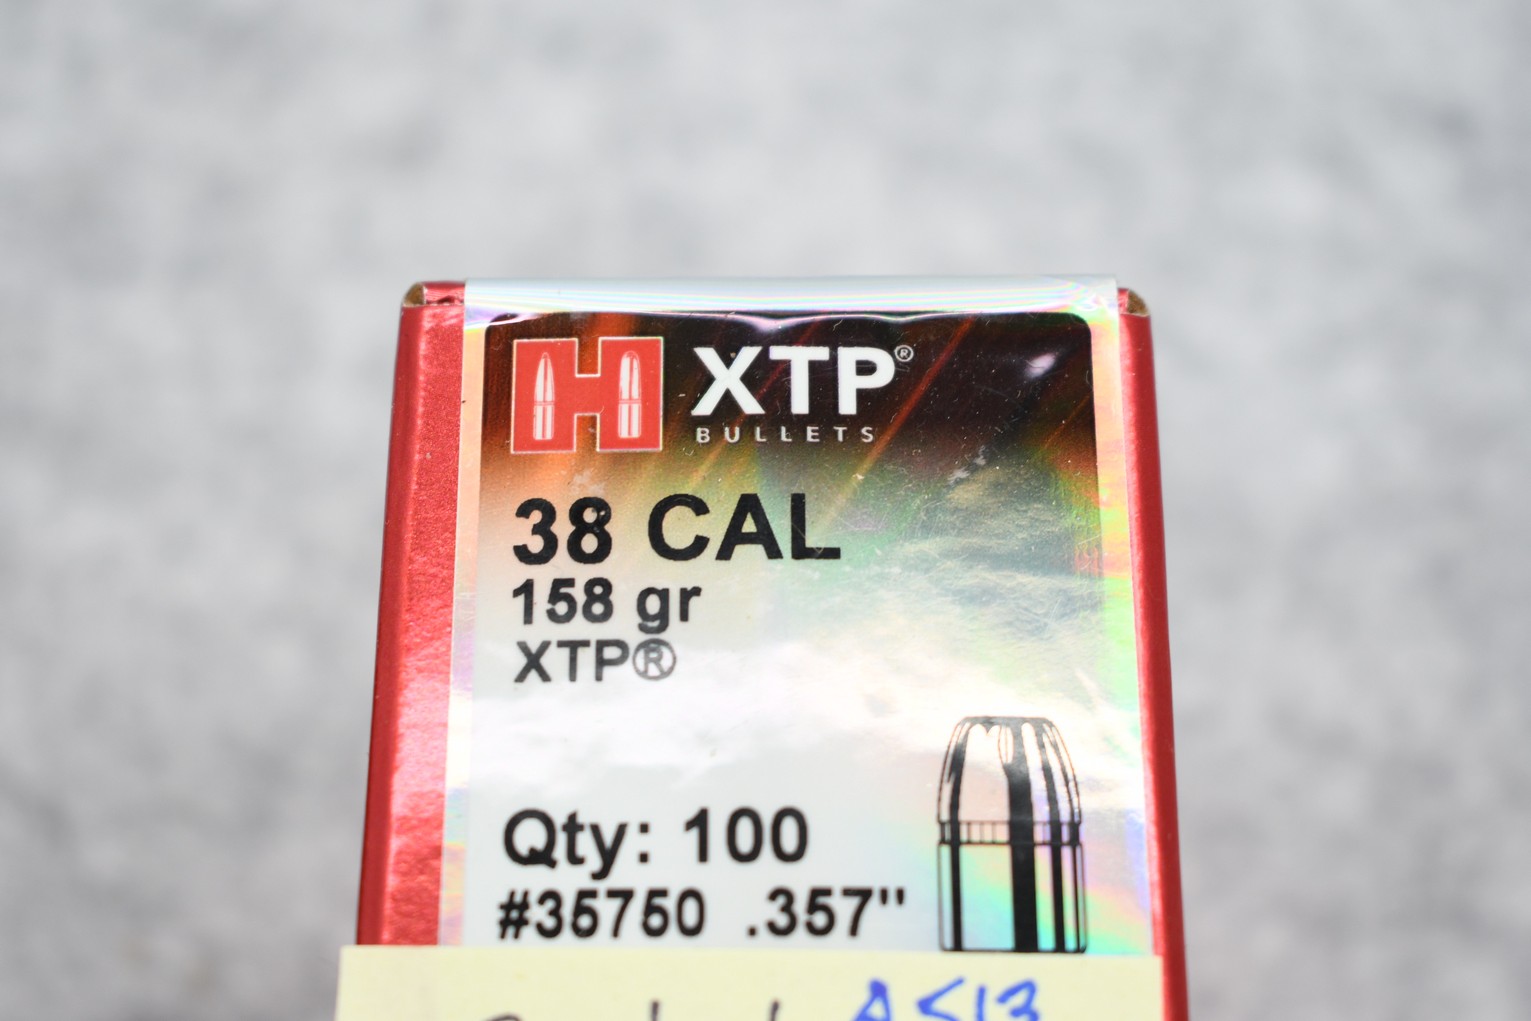 H XTP®
BULLETS
38 CAL
158 gr
XTP®
Qty: 100
#35750 .357"